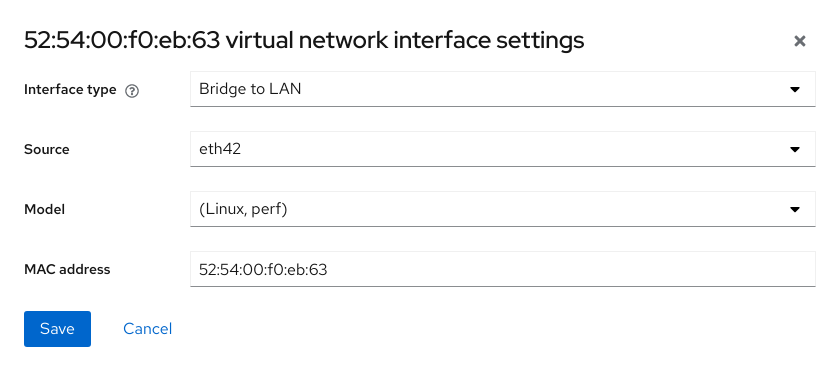 52:54:00:f0:eb:63 virtual network interface settings
Interface type
Bridge to LAN
Source
eth42
Model
(Linux, perf)
MAC address
52:54:00:f0:eb:63
Save
Cancel